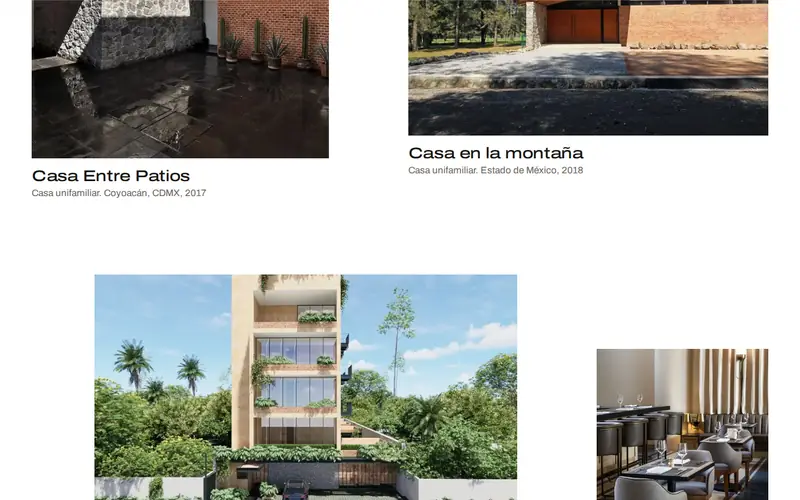 Casa Entre Patios
Casa unifamiliar. Coyoacán, CDMX, 2017
Casa en la montaña
Casa unifamiliar. Estado de México, 2018